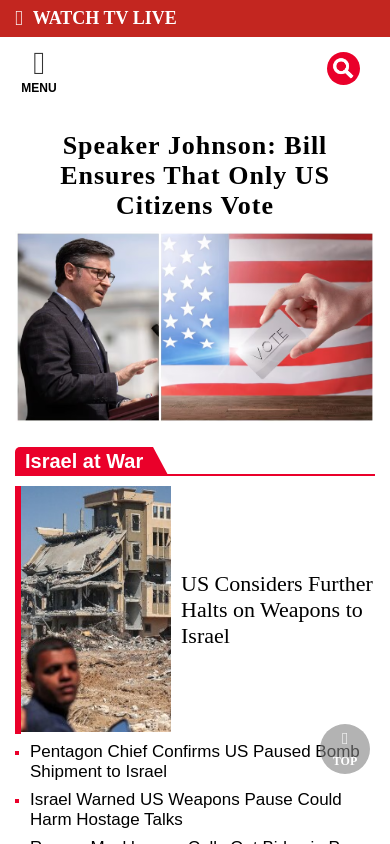 WATCH TV LIVE
MENU
Speaker Johnson: Bill
Ensures That Only US
Citizens Vote
VOTE
Israel at War
US Considers Further
Halts on Weapons to
Israel
Pentagon Chief Confirms US Paused Bomb
Shipment to Israel
TOP
Israel Warned US Weapons Pause Could
Harm Hostage Talks